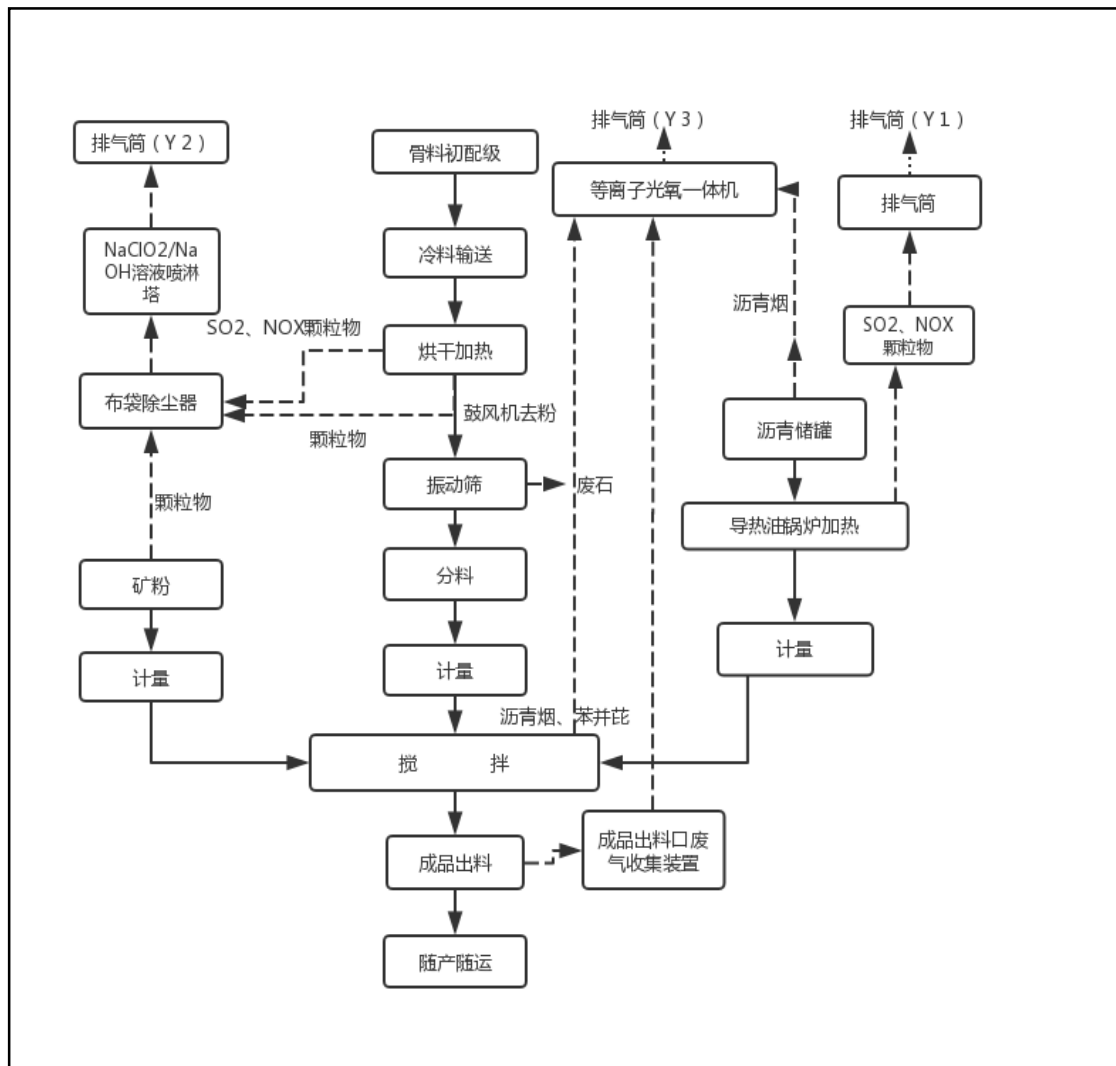 排气筒（Y 3）
排气筒（Y 1）
排气筒（Y 2）
骨料初配级
等离子光氧一体机
排气筒
NaClO2/Na
OH溶液喷淋
塔
冷料输送
沥青烟
SO2、NOX颗粒物
SO2、NOX
颗粒物
烘干加热
布袋除尘器
鼓风机去粉
颗粒物
沥青储罐
振动筛
废石
颗粒物
导热油锅炉加热
矿粉
分料
计量
计量
计量
沥青烟、苯并芘
搅 拌
成品出料
成品出料口废
气收集装置
随产随运